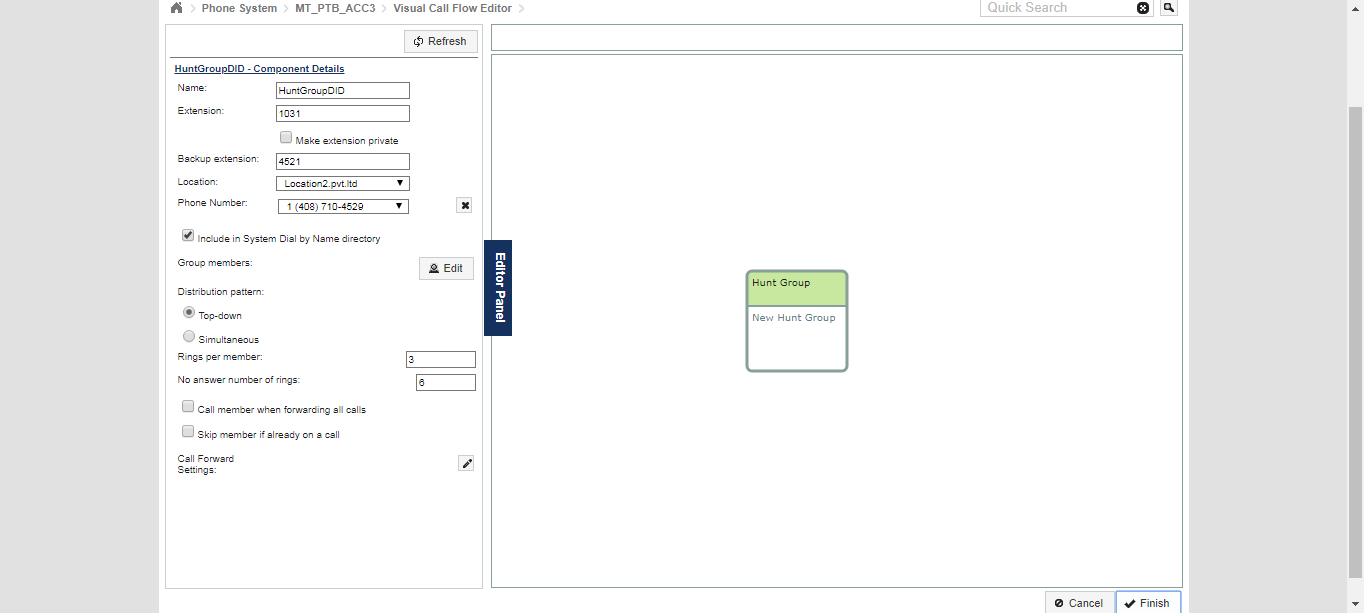 Phone System > MT_PTB_ACC3 > Visual Call Flow Editor >
Quick Search
Refresh
HuntGroupDID - Component Details
Name: HuntGroupDID
Extension: 1031
Make extension private
Backup extension: 4521
Location: Location2.pvt.ltd
Phone Number: 1 (408) 710-4529
Include in System Dial by Name directory
Group members: Edit
Distribution pattern:
Top-down
Simultaneous
Rings per member: 3
No answer number of rings: 6
Call member when forwarding all calls
Skip member if already on a call
Call Forward
Settings:
Editor Panel
Hunt Group
New Hunt Group
Cancel Finish